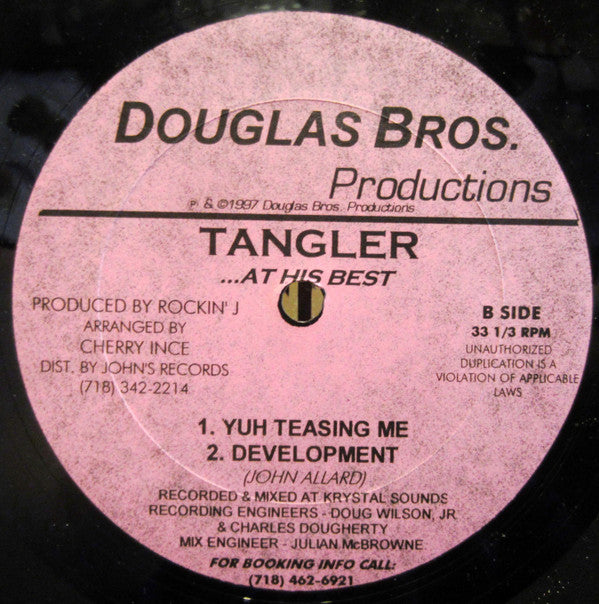 DOUGLAS BROS.
Productions
℗ & ©1997 Douglas Bros. Productions
TANGLER
...AT HIS BEST
PRODUCED BY ROCKIN' J
ARRANGED BY
CHERRY INCE
DIST. BY JOHN'S RECORDS
(718) 342-2214
B SIDE
33 1/3 RPM
UNAUTHORIZED
DUPLICATION IS A
VIOLATION OF APPLICABLE
LAWS
1. YUH TEASING ME
2. DEVELOPMENT
(JOHN ALLARD)
RECORDED & MIXED AT KRYSTAL SOUNDS
RECORDING ENGINEERS - DOUG WILSON, JR
& CHARLES DOUGHERTY
MIX ENGINEER - JULIAN McBROWNE
FOR BOOKING INFO CALL:
(718) 462-6921